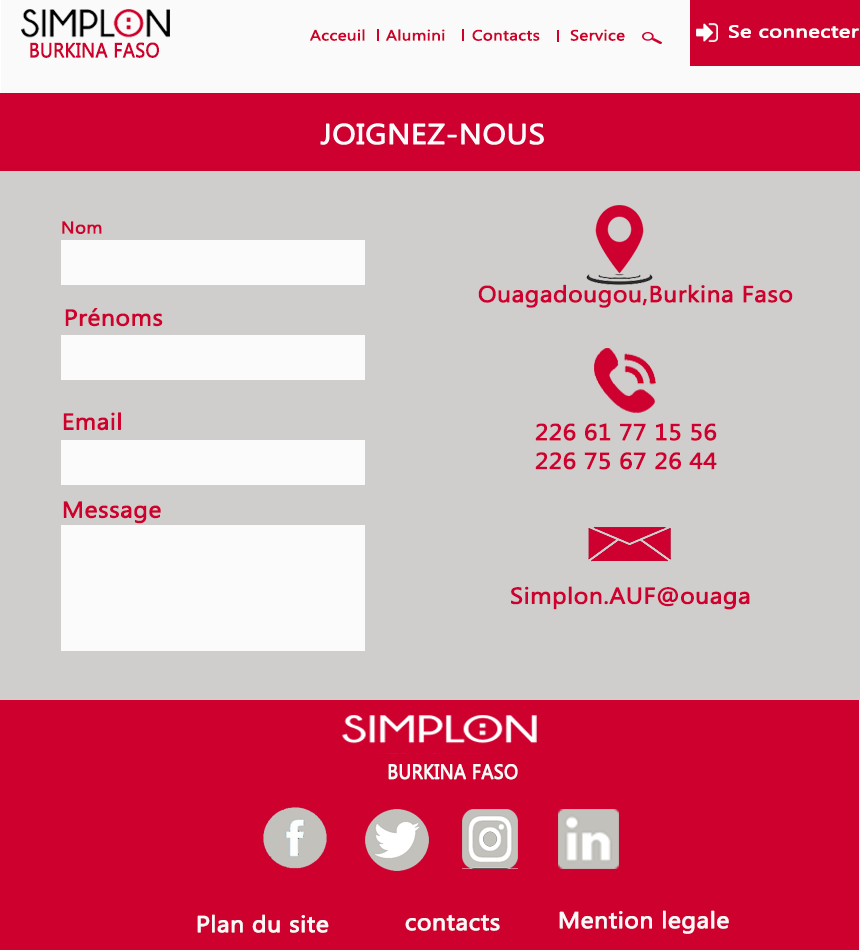 SIMPLON
BURKINA FASO
Acceuil | Alumini | Contacts | Service
Se connecter
JOIGNEZ-NOUS
Nom
Prénoms
Email
Message
Ouagadougou,Burkina Faso
226 61 77 15 56
226 75 67 26 44
Simplon.AUF@ouaga
SIMPLON
BURKINA FASO
Plan du site
contacts
Mention legale